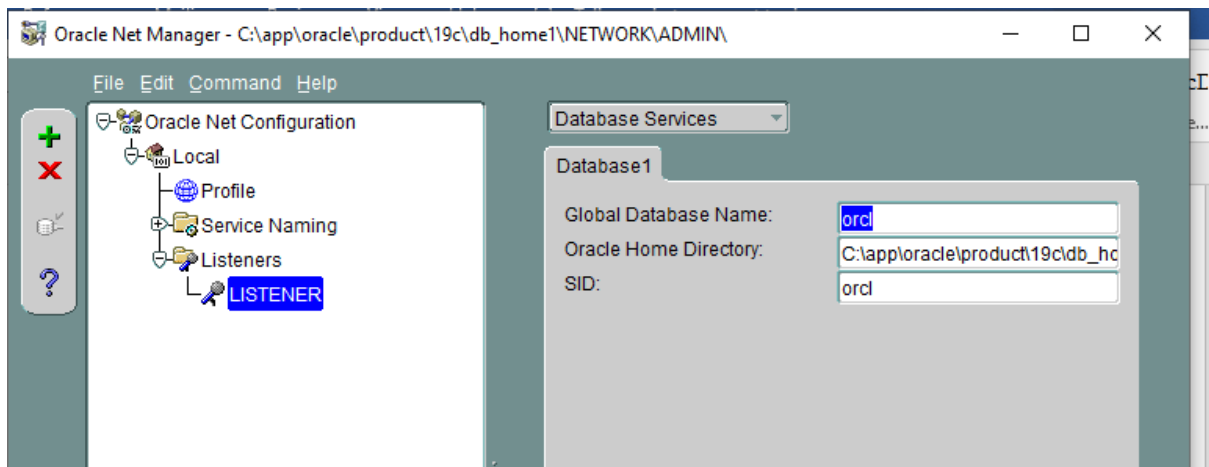 Oracle Net Manager - C:\app\oracle\product\19c\db_home1\NETWORK\ADMIN\
File Edit Command Help
Oracle Net Configuration
Local
Profile
Service Naming
Listeners
LISTENER
Database Services
Database1
Global Database Name: orcl
Oracle Home Directory: C:\app\oracle\product\19c\db_ho
SID: orcl